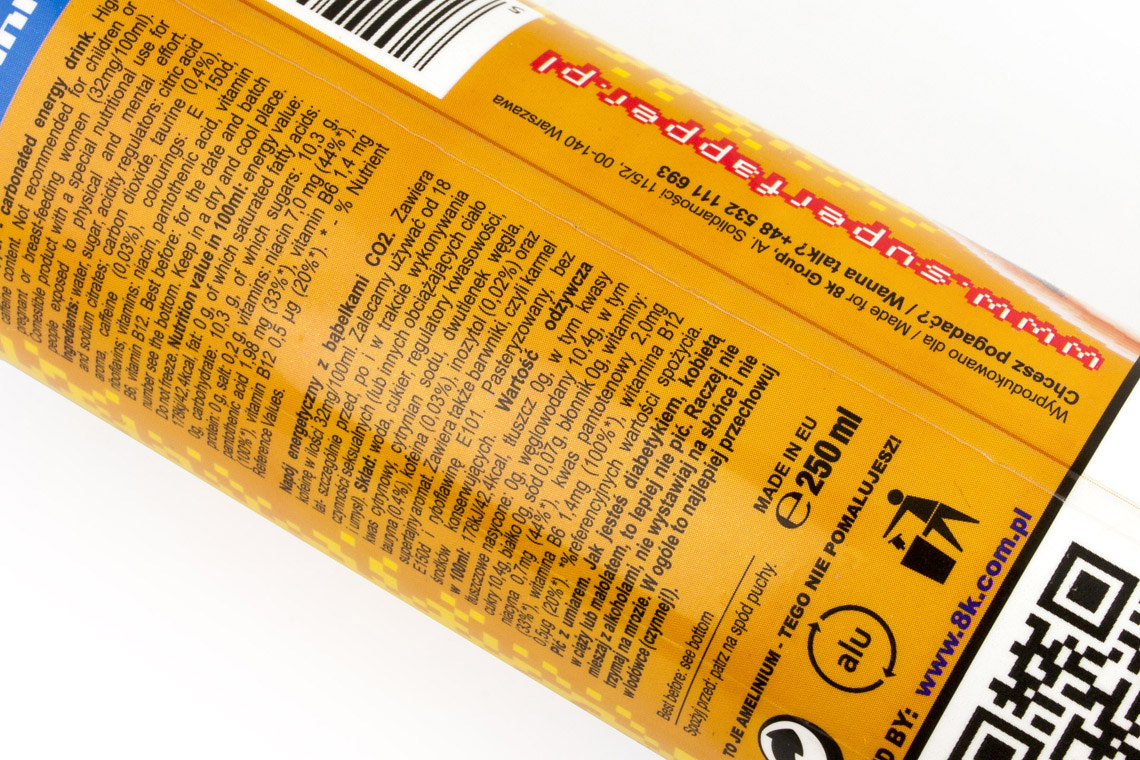 carbonated energy drink. High
caffeine content. Not recommended for children or
pregnant or breast-feeding women (32mg/100ml).
Comestible product with a special nutritional use for
people exposed to physical and mental effort.
Ingredients: water, sugar, acidity regulators: citric acid
and sodium citrates; carbon dioxide, taurine (0,4%),
aroma, caffeine (0,03%), colourings: E 150d,
riboflavins; vitamins: niacin, pantothenic acid, vitamin
B6, vitamin B12. Best before: for the date and batch
number see the bottom. Keep in a dry and cool place.
Do not freeze. Nutrition value in 100ml: energy value:
178kJ/42,4kcal, fat: 0 g, of which saturated fatty acids:
0g, carbohydrate: 10,3 g, of which sugars: 10,3 g,
protein: 0 g, salt: 0,2 g, vitamins: niacin 7,0 mg (44%*),
pantothenic acid 1,98 mg (33%*), vitamin B6 1,4 mg
(100%*), vitamin B12 0,5 µg (20%*). * - % Nutrient
Reference Values
Napój energetyczny z bąbelkami CO2. Zawiera
kofeinę w ilości 32mg/100ml. Zalecamy używać od 18
lat- szczególnie przed, po i w trakcie wykonywania
czynności seksualnych (lub innych obciążających ciało
i umysł). Skład: woda, cukier, regulatory kwasowości,
kwas cytrynowy, cytrynian sodu, dwutlenek węgla,
tauryna (0,4%), kofeina (0,03%), inozytol (0,02%) oraz
superfajny aromat. Zawiera także barwniki, czyli karmel
E150d i ryboflawinę E101. Pasteryzowany, bez
środków konserwujących. Wartość odżywcza
w 100ml: 178kJ/42.4kcal, tłuszcz 0g, w tym kwasy
tłuszczowe nasycone: 0g, węglowodany 10.4g, w tym
cukry 10.4g, białko 0g, sód 0.07g, błonnik 0g, witaminy:
niacyna 0.7mg (44%*), kwas pantotenowy 2.0mg
(33%*), witamina B6 1.4mg (100%*), witamina B12
0.5µg (20%*). *%referencyjnych wartości spożycia.
Pić z umiarem. Jak jesteś diabetykiem, kobietą
w ciąży lub małolatem, to lepiej nie pić. Raczej nie
mieszaj z alkoholami, nie wystawiaj na słońce i nie
trzymaj na mrozie. W ogóle to najlepiej przechowuj
w lodówce (czynnej!).
Best before: see bottom
Spożyj przed: patrz na spód puchy.
MADE IN EU
e 250 ml
TO JE AMELINIUM - TEGO NIE POMALUJESZ!
alu
D BY: www.8k.com.pl
www.superfapper.pl
Wyprodukowano dla / Made for 8k Group, Al. Solidarności 115/2, 00-140 Warszawa
Chcesz pogadać? / Wanna talk? +48 532 1111 693
5